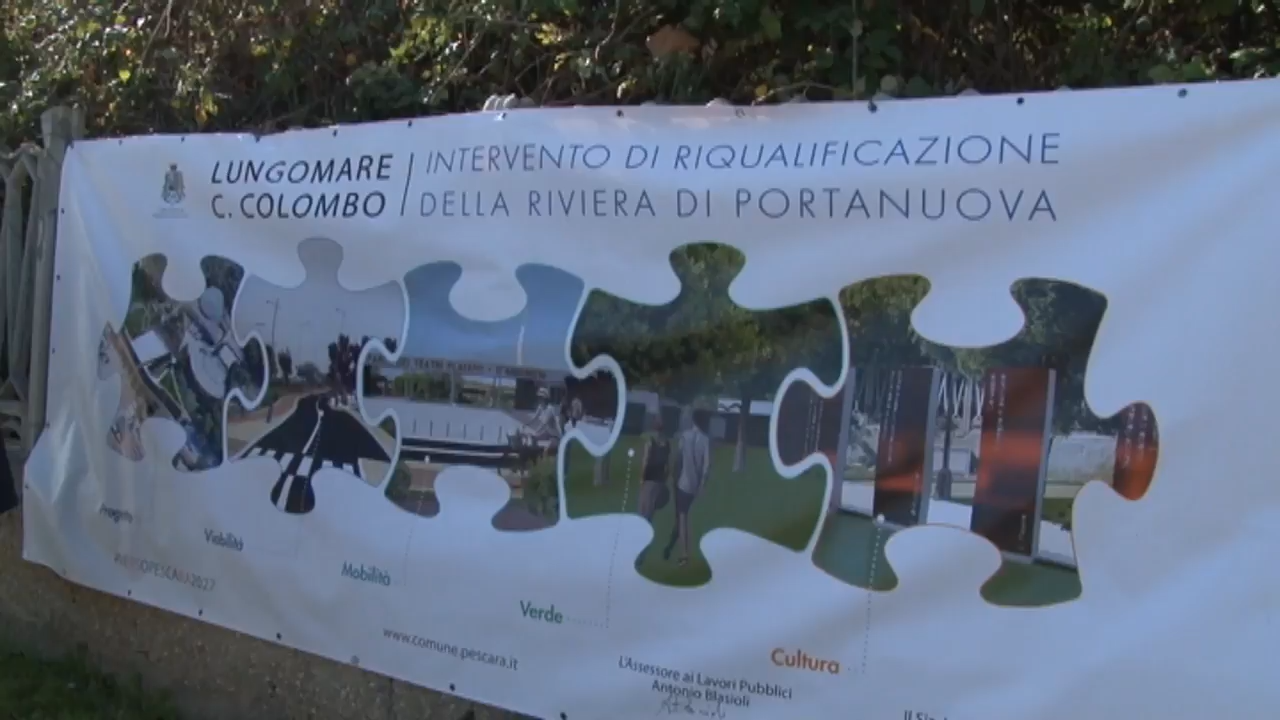 LUNGOMARE
C. COLOMBO
INTERVENTO DI RIQUALIFICAZIONE
DELLA RIVIERA DI PORTANUOVA
Progetto
Viabilità
Mobilità
Verde
Cultura
www.comune.pescara.it
L'Assessore ai Lavori Pubblici
Antonio Blasioli